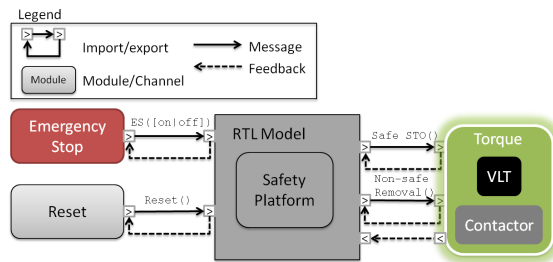 Legend
> >
Import/export
Message
Feedback
Module
Module/Channel
Emergency
Stop
ES([on|off])
> >
RTL Model
Safety
Platform
Safe STO()
> >
Torque
VLT
Contactor
Reset
Reset()
> >
Non-safe
Removal()
> >
< <